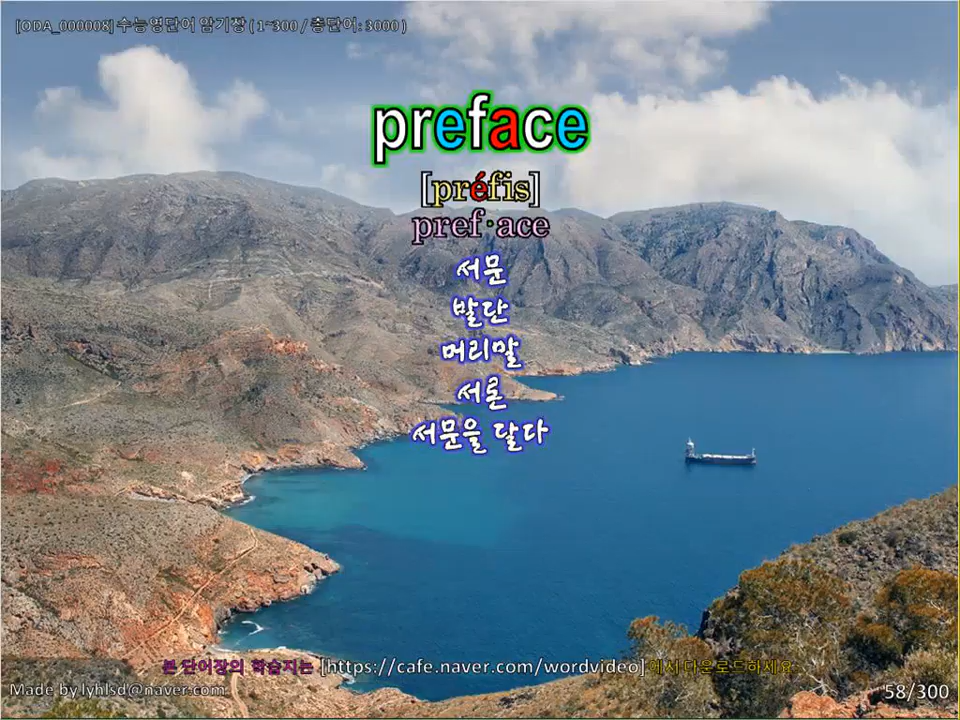 [ODA_000008] 수능영단어 암기장 ( 1~300 / 총단어: 3000 )
preface
[préfis]
pref·ace
서문
발단
머리말
서론
서문을 달다
본 단어장의 학습지는 [https://cafe.naver.com/wordvideo]에서 다운로드하세요
Made by lyhlsd@naver.com
58/300